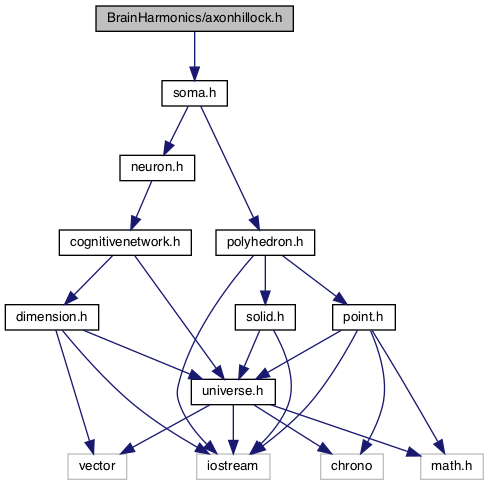 BrainHarmonics/axonhillock.h
soma.h
neuron.h
cognitivenetwork.h
polyhedron.h
dimension.h
solid.h
point.h
universe.h
vector
iostream
chrono
math.h